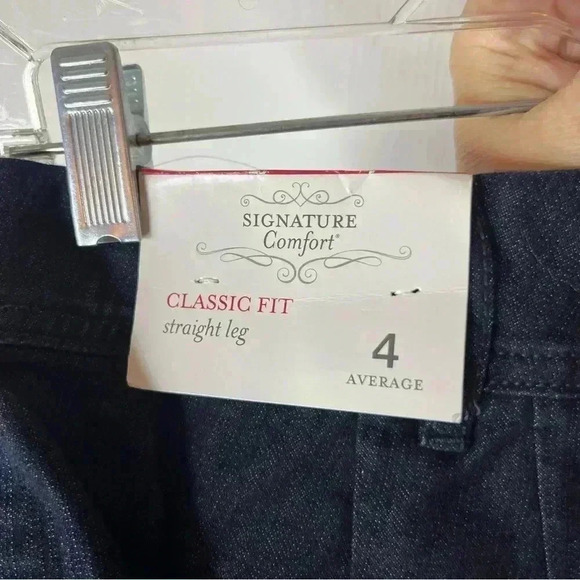 SIGNATURE
Comfort®
CLASSIC FIT
straight leg
4
AVERAGE